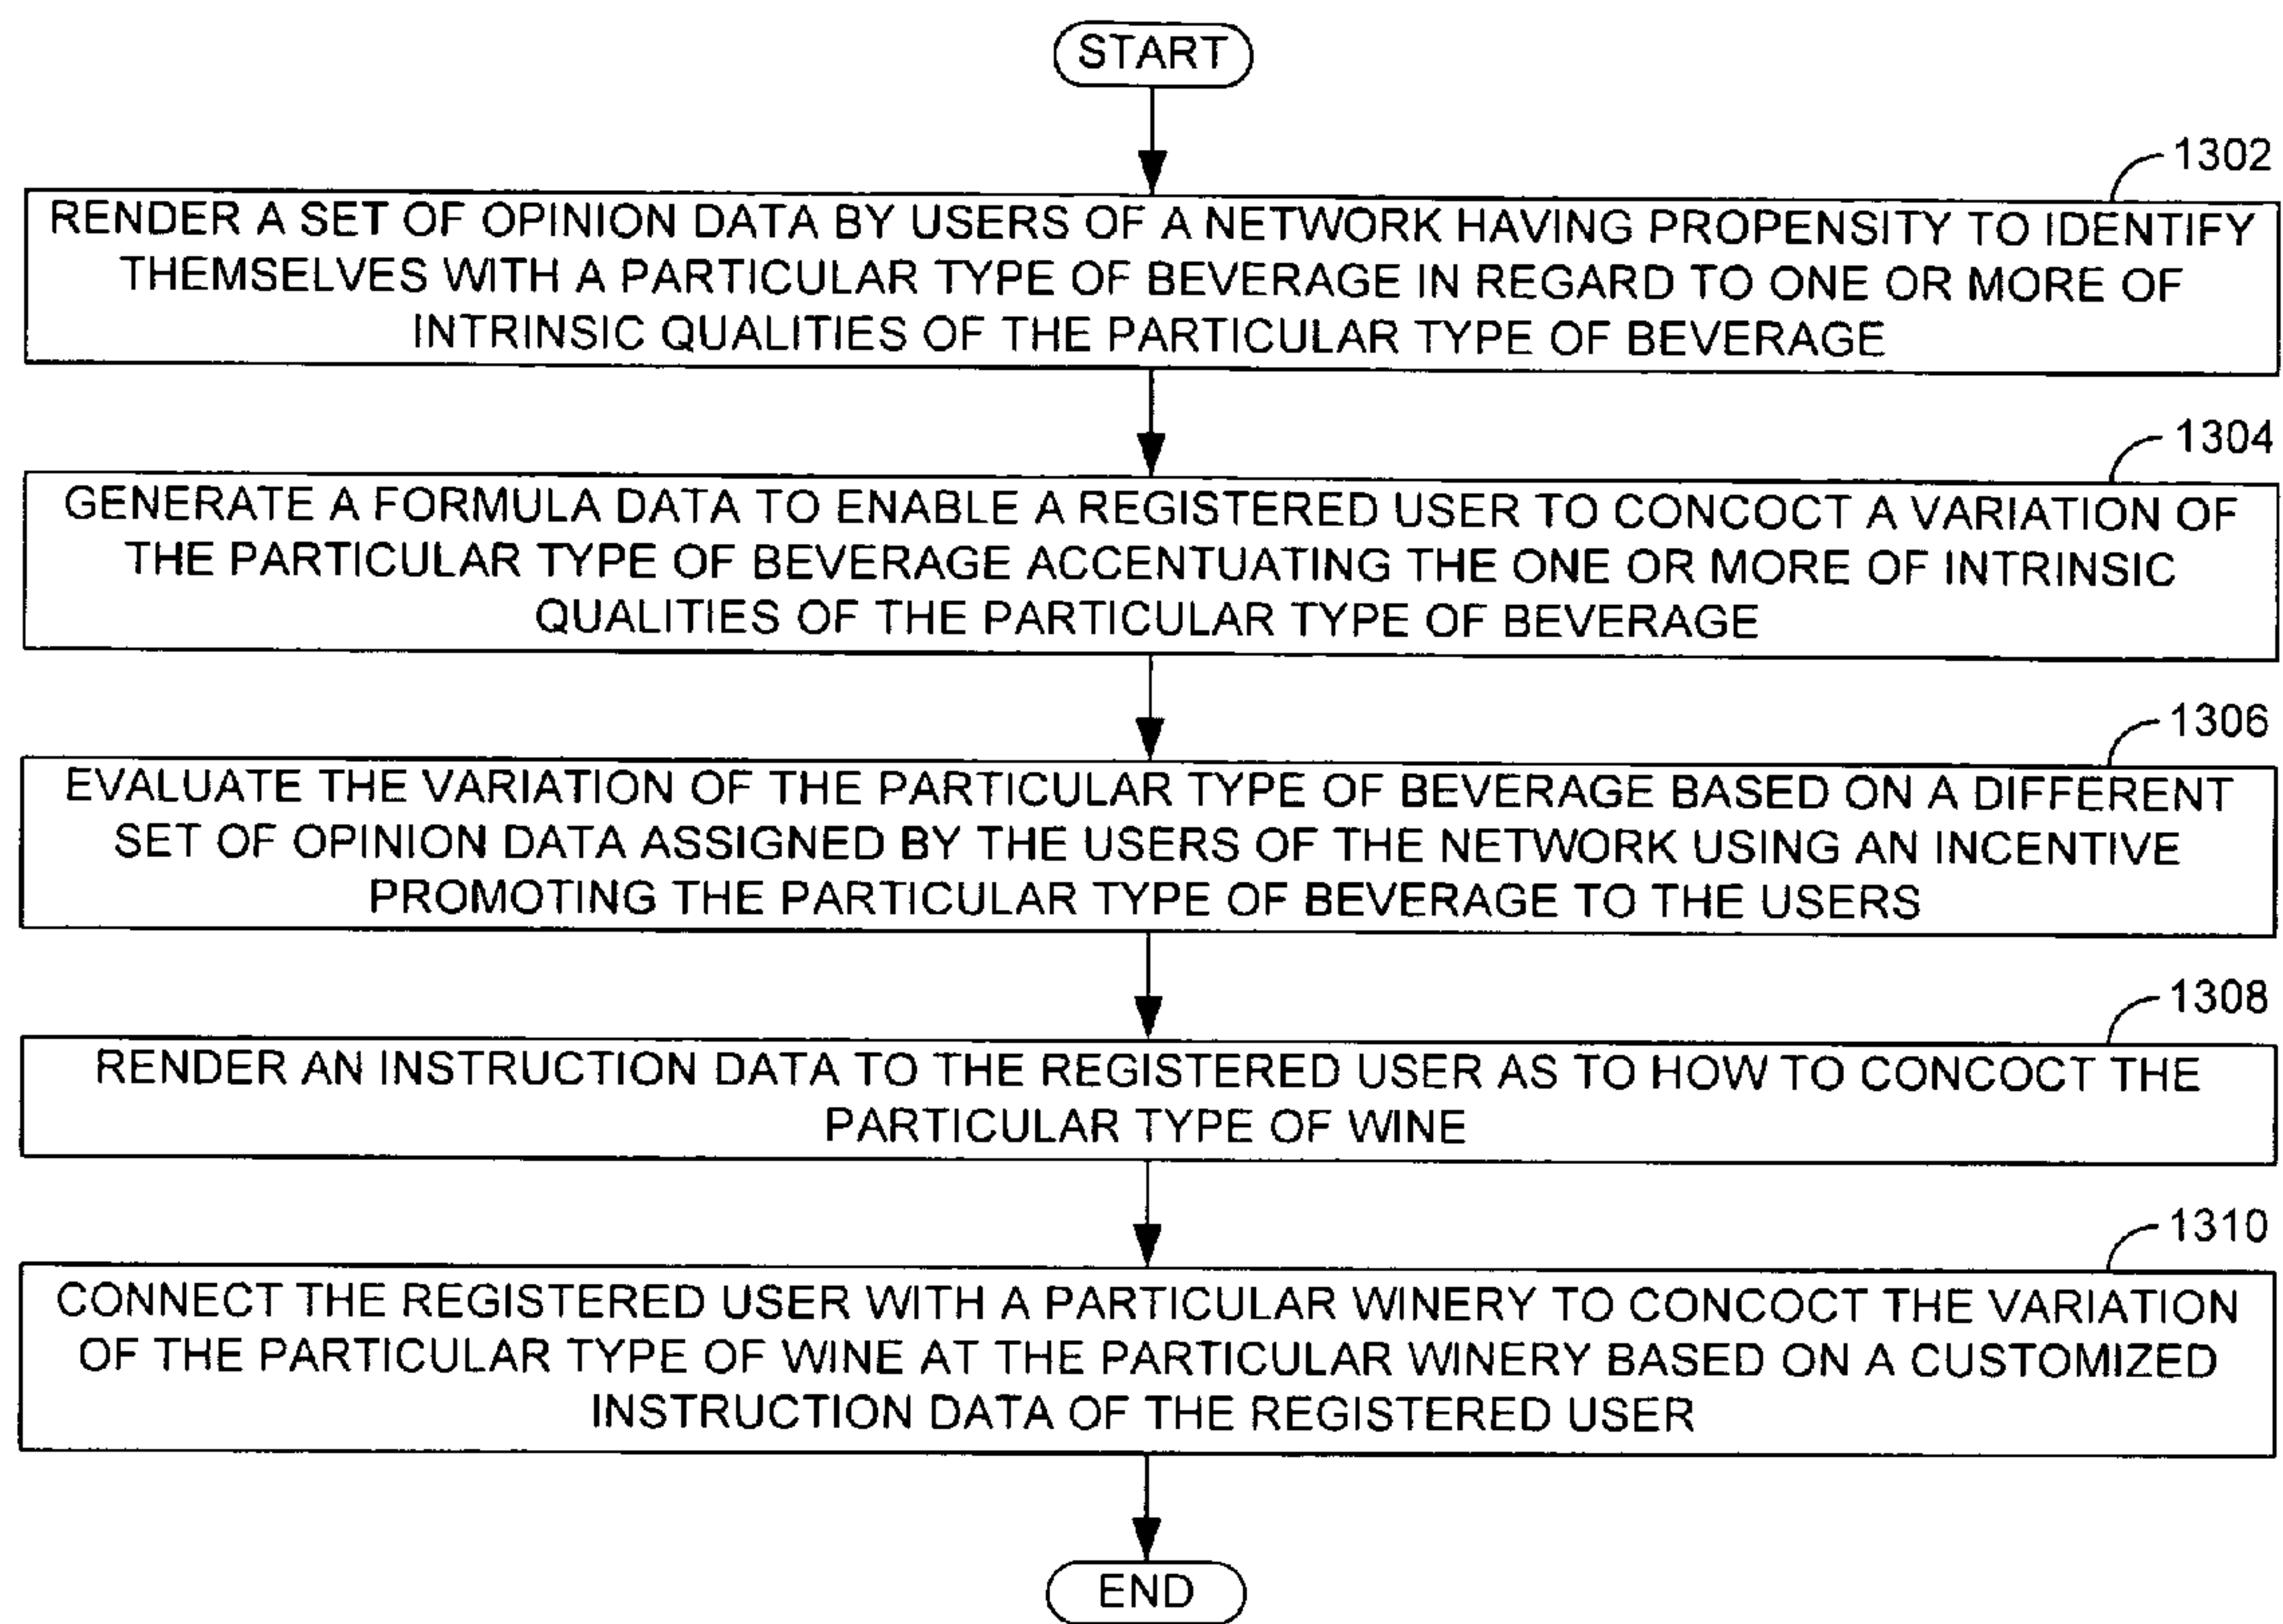 START
1302
RENDER A SET OF OPINION DATA BY USERS OF A NETWORK HAVING PROPENSITY TO IDENTIFY
THEMSELVES WITH A PARTICULAR TYPE OF BEVERAGE IN REGARD TO ONE OR MORE OF
INTRINSIC QUALITIES OF THE PARTICULAR TYPE OF BEVERAGE
1304
GENERATE A FORMULA DATA TO ENABLE A REGISTERED USER TO CONCOCT A VARIATION OF
THE PARTICULAR TYPE OF BEVERAGE ACCENTUATING THE ONE OR MORE OF INTRINSIC
QUALITIES OF THE PARTICULAR TYPE OF BEVERAGE
1306
EVALUATE THE VARIATION OF THE PARTICULAR TYPE OF BEVERAGE BASED ON A DIFFERENT
SET OF OPINION DATA ASSIGNED BY THE USERS OF THE NETWORK USING AN INCENTIVE
PROMOTING THE PARTICULAR TYPE OF BEVERAGE TO THE USERS
1308
RENDER AN INSTRUCTION DATA TO THE REGISTERED USER AS TO HOW TO CONCOCT THE
PARTICULAR TYPE OF WINE
1310
CONNECT THE REGISTERED USER WITH A PARTICULAR WINERY TO CONCOCT THE VARIATION
OF THE PARTICULAR TYPE OF WINE AT THE PARTICULAR WINERY BASED ON A CUSTOMIZED
INSTRUCTION DATA OF THE REGISTERED USER
END